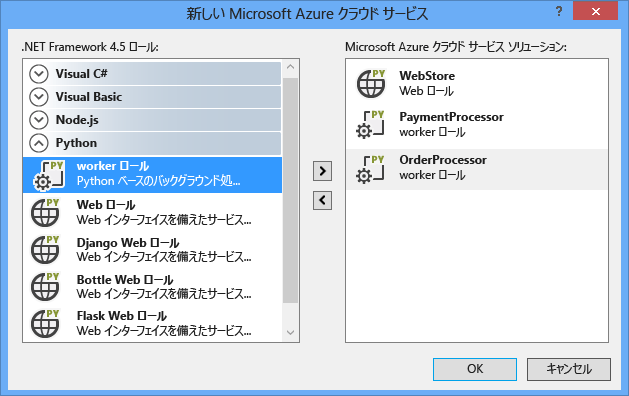 新しい Microsoft Azure クラウド サービス
.NET Framework 4.5 ロール:
Visual C#
Visual Basic
Node.js
Python
PY
worker ロール
Python ベースのバックグラウンド処...
PY
Web ロール
Web インターフェイスを備えたサービス...
PY
Django Web ロール
Web インターフェイスを備えたサービス...
PY
Bottle Web ロール
Web インターフェイスを備えたサービス...
PY
Flask Web ロール
Web インターフェイスを備えたサービス...
Microsoft Azure クラウド サービス ソリューション:
PY
WebStore
Web ロール
PY
PaymentProcessor
worker ロール
PY
OrderProcessor
worker ロール
OK
キャンセル